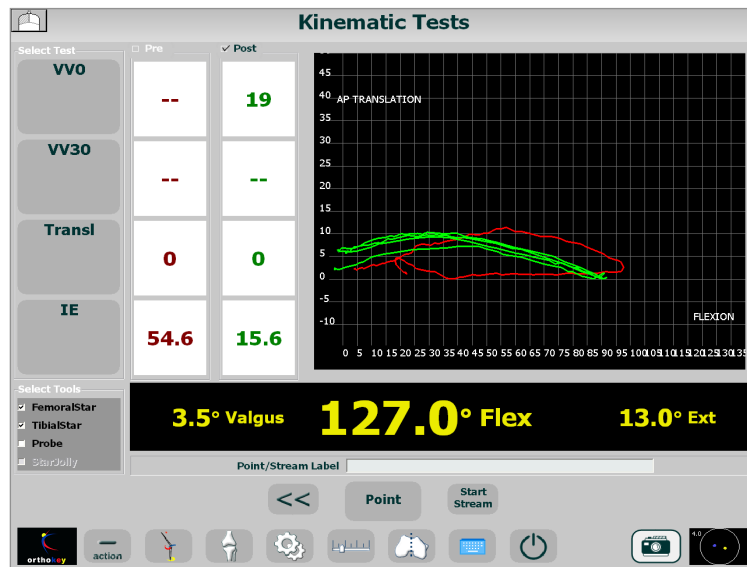 Kinematic Tests
Select Test
Pre
Post
VV0
--
19
VV30
--
--
Transl
0
0
IE
54.6
15.6
45
40
AP TRANSLATION
35
30
25
20
15
10
5
0
-5
-10
FLEXION
0 5 10 15 20 25 30 35 40 45 50 55 60 65 70 75 80 85 90 95 100 105 110 115 120 125 130 135
Select Tools
FemoralStar
TibialStar
Probe
StarJolly
3.5° Valgus 127.0° Flex 13.0° Ext
Point/Stream Label
<<
Point
Start
Stream
orthokey
action
4.0